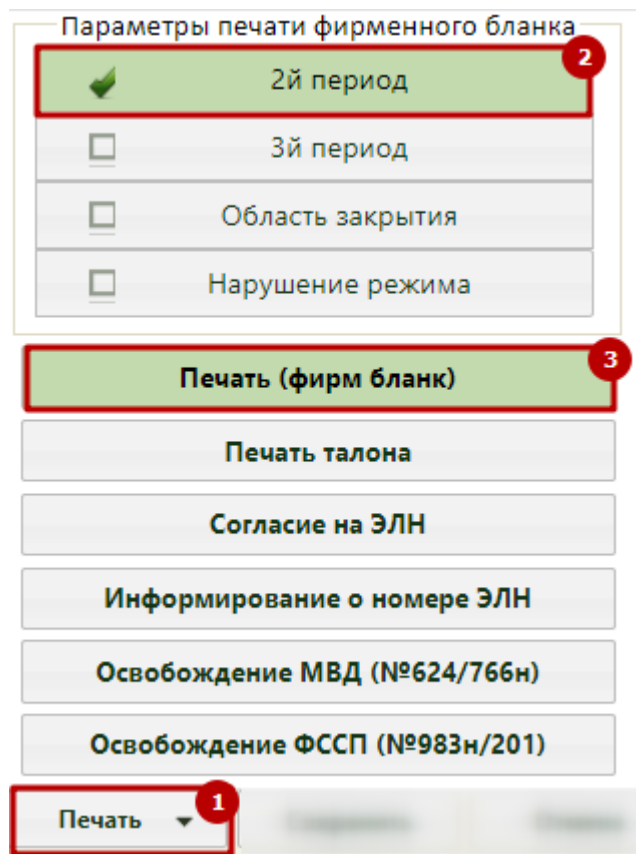 Параметры печати фирменного бланка
2
2й период
3й период
Область закрытия
Нарушение режима
3
Печать (фирм бланк)
Печать талона
Согласие на ЭЛН
Информирование о номере ЭЛН
Освобождение МВД (№624/766н)
Освобождение ФССП (№983н/201)
1
Печать